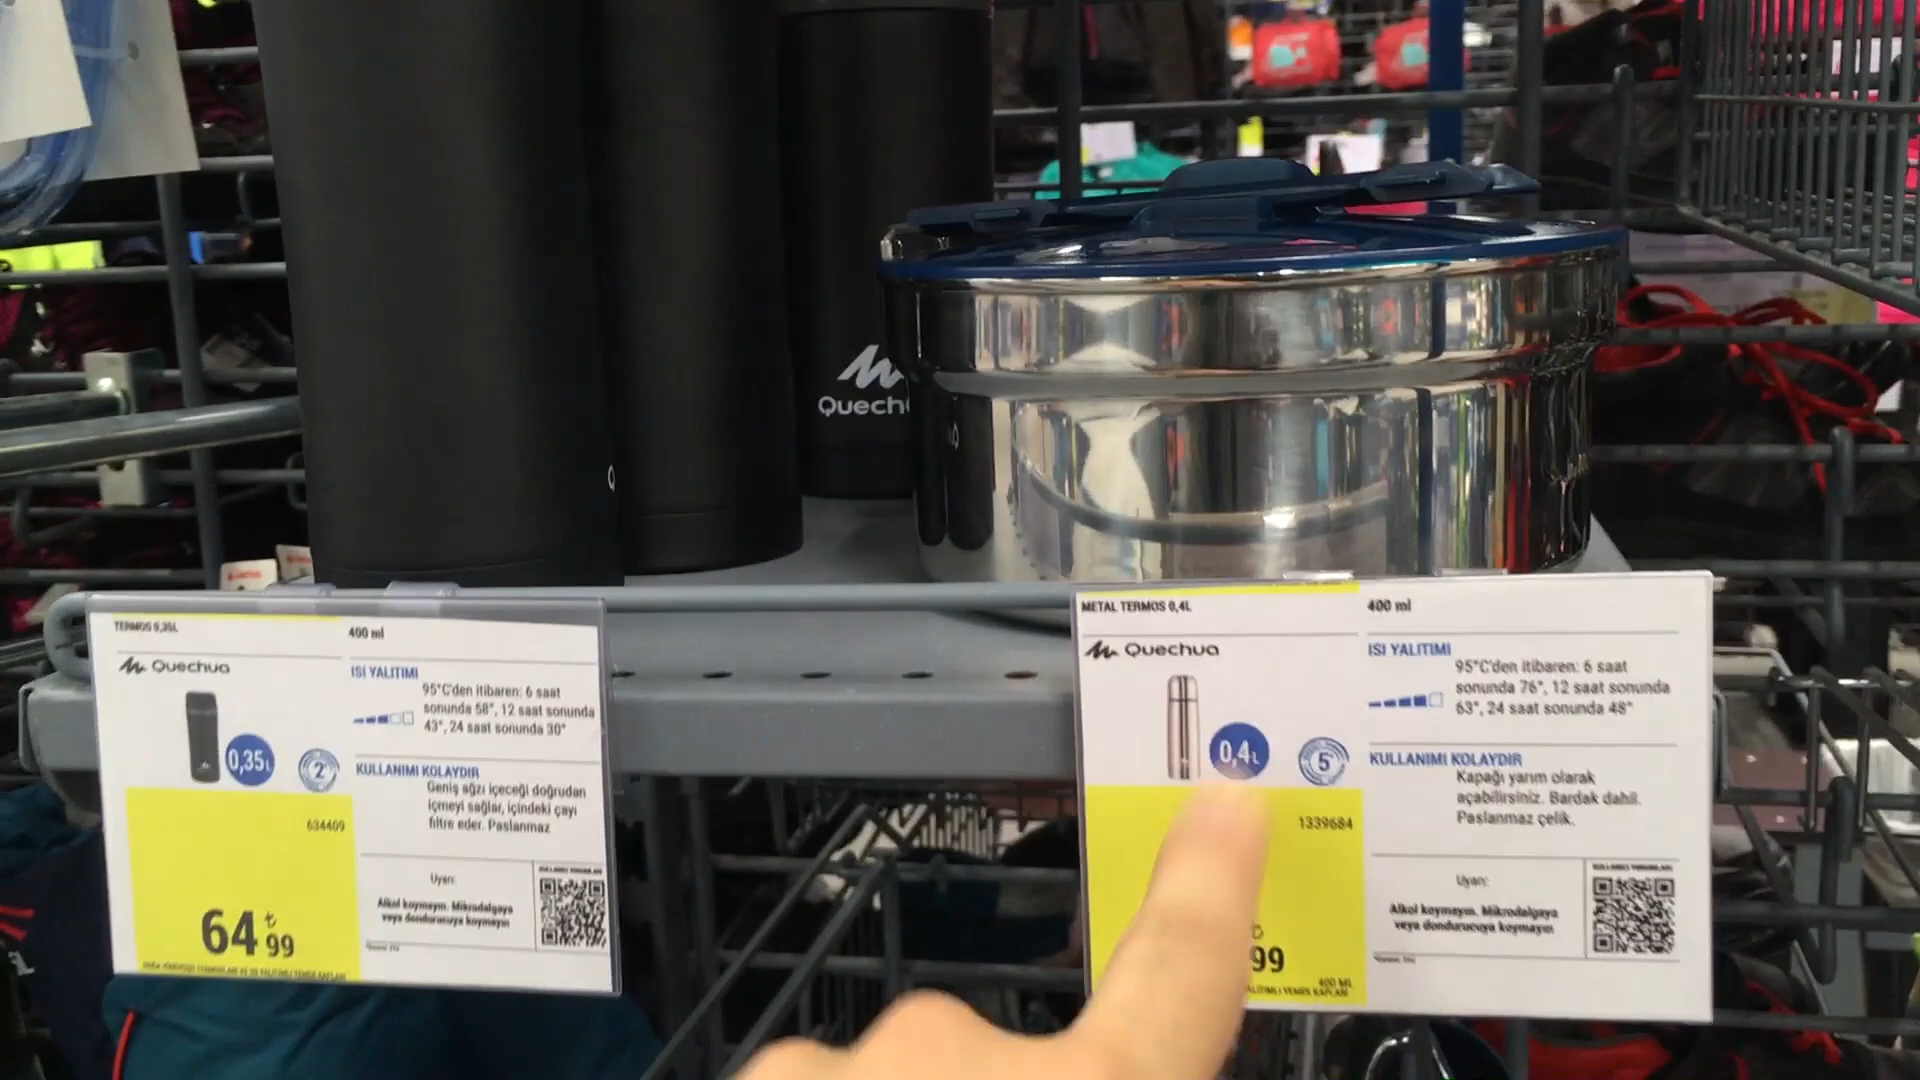 Quech
TERMOS 0,35L
400 ml
Quechua
ISI YALITIMI
95°C'den itibaren: 6 saat
sonunda 58°, 12 saat sonunda
43°, 24 saat sonunda 30°
0,35L
2
KULLANIMI KOLAYDIR
Geniş ağzı içeceği doğrudan
içmeyi sağlar, içindeki çayı
filtre eder. Paslanmaz
634409
Uyarı:
Alkol koymayın. Mikrodalgaya
veya dondurucuya koymayın
64 ₺ 99
METAL TERMOS 0,4L
400 ml
Quechua
ISI YALITIMI
95°C'den itibaren: 6 saat
sonunda 76°, 12 saat sonunda
63°, 24 saat sonunda 48°
0,4L
5
KULLANIMI KOLAYDIR
Kapağı yarım olarak
açabilirsiniz. Bardak dahil.
Paslanmaz çelik.
1339684
Uyarı:
Alkol koymayın. Mikrodalgaya
veya dondurucuya koymayın
₺
99
400 ML